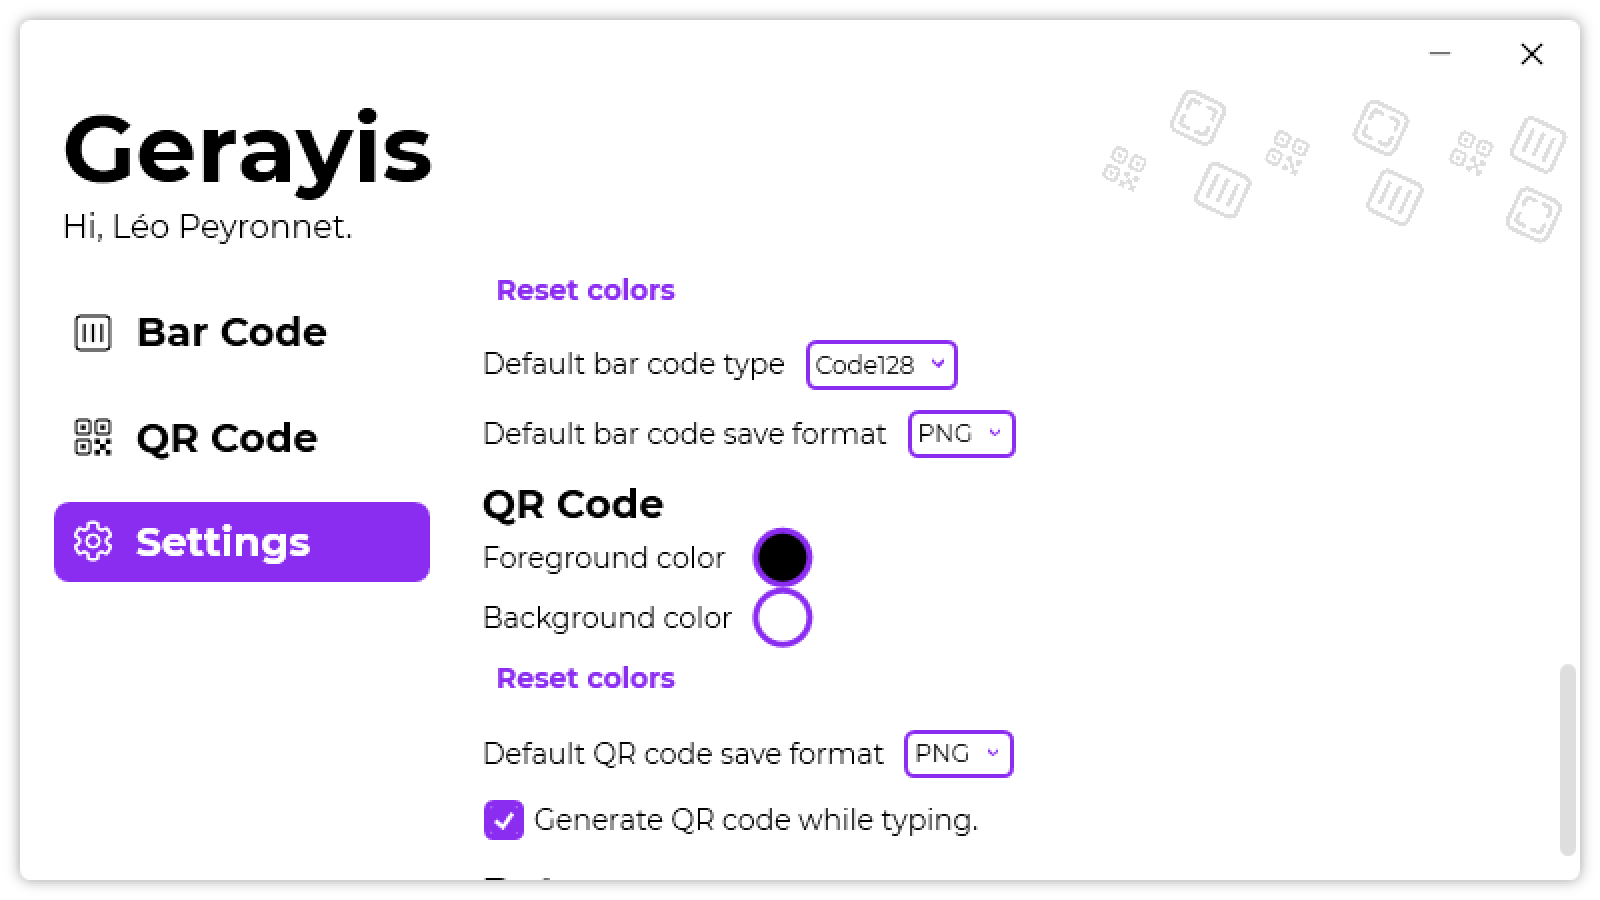 Gerayis
Hi, Léo Peyronnet.
Bar Code
QR Code
Settings
Reset colors
Default bar code type Code128
Default bar code save format PNG
QR Code
Foreground color
Background color
Reset colors
Default QR code save format PNG
Generate QR code while typing.